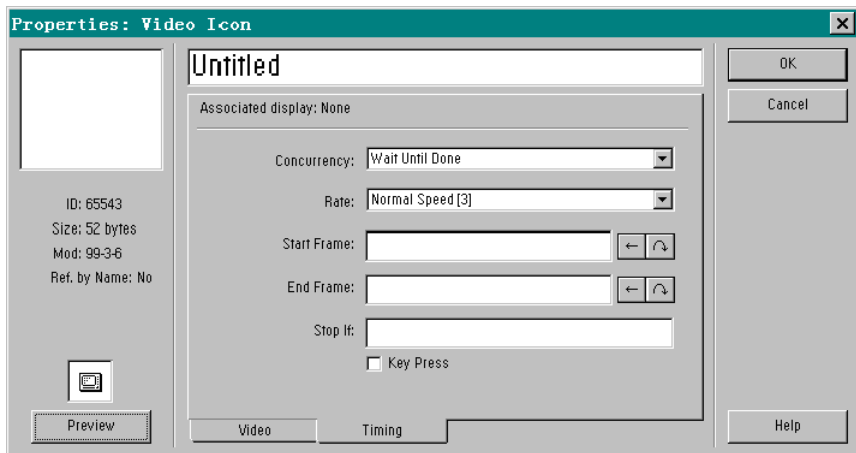 Properties: Video Icon
Untitled
OK
Cancel
Associated display: None
Concurrency: Wait Until Done
Rate: Normal Speed [3]
Start Frame:
End Frame:
Stop If:
Key Press
ID: 65543
Size: 52 bytes
Mod: 99-3-6
Ref. by Name: No
Preview
Video
Timing
Help